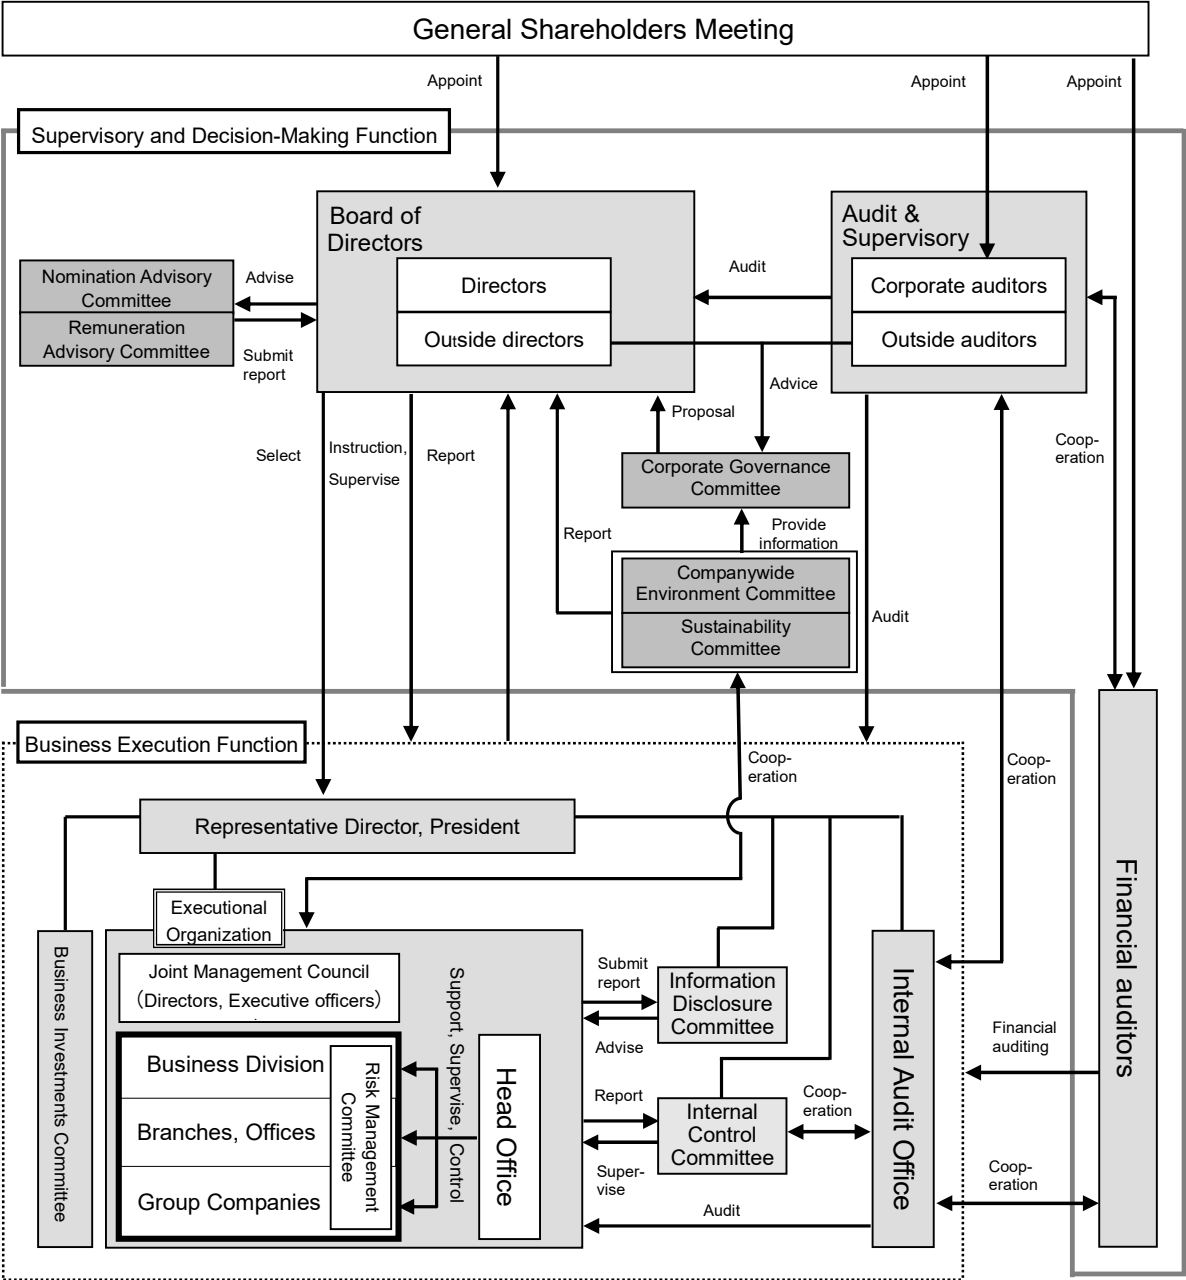 General Shareholders Meeting
Appoint
Appoint
Appoint
Supervisory and Decision-Making Function
Board of
Directors
Directors
Outside directors
Audit &
Supervisory
Corporate auditors
Outside auditors
Audit
Nomination Advisory
Committee
Remuneration
Advisory Committee
Advise
Submit
report
Advice
Proposal
Select
Instruction,
Supervise
Report
Coop-
eration
Corporate Governance
Committee
Report
Provide
information
Companywide
Environment Committee
Sustainability
Committee
Audit
Business Execution Function
Coop-
eration
Coop-
eration
Representative Director, President
Executional
Organization
Business Investments Committee
Joint Management Council
（Directors, Executive officers）
Support, Supervise, Control
Business Division
Branches, Offices
Group Companies
Risk Management
Committee
Head Office
Submit
report
Advise
Information
Disclosure
Committee
Report
Super-
vise
Internal
Control
Committee
Coop-
eration
Audit
Internal Audit Office
Financial
auditing
Coop-
eration
Financial auditors